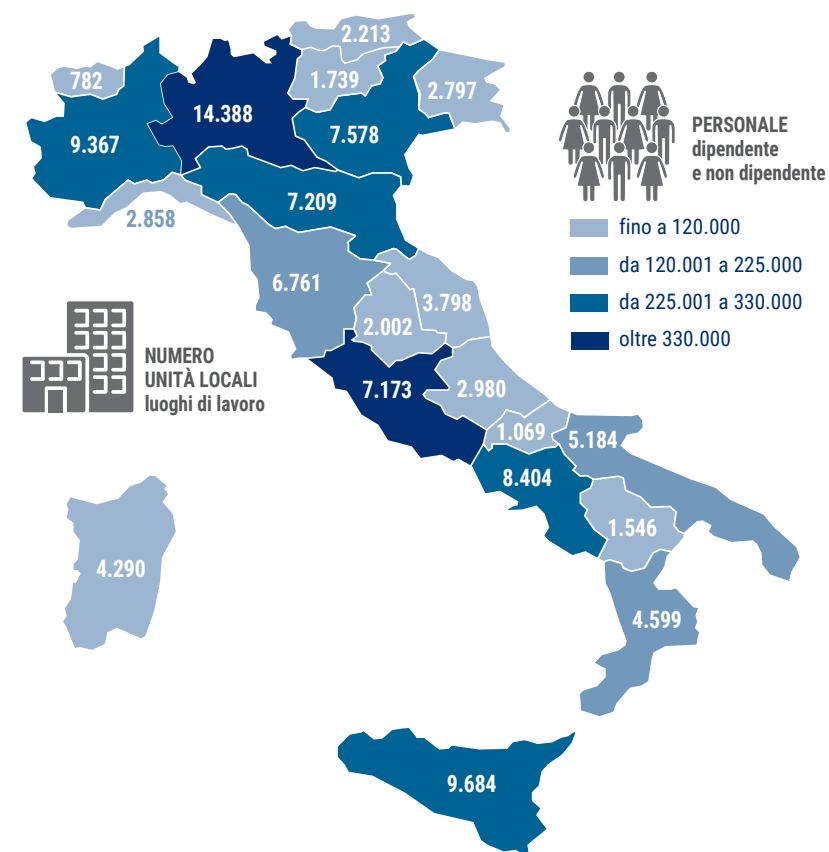 2.213
782
1.739
2.797
14.388
9.367
7.578
PERSONALE
dipendente
e non dipendente
7.209
2.858
fino a 120.000
da 120.001 a 225.000
6.761
3.798
da 225.001 a 330.000
2.002
oltre 330.000
NUMERO
UNITÀ LOCALI
luoghi di lavoro
7.173
2.980
1.069
5.184
8.404
1.546
4.290
4.599
9.684